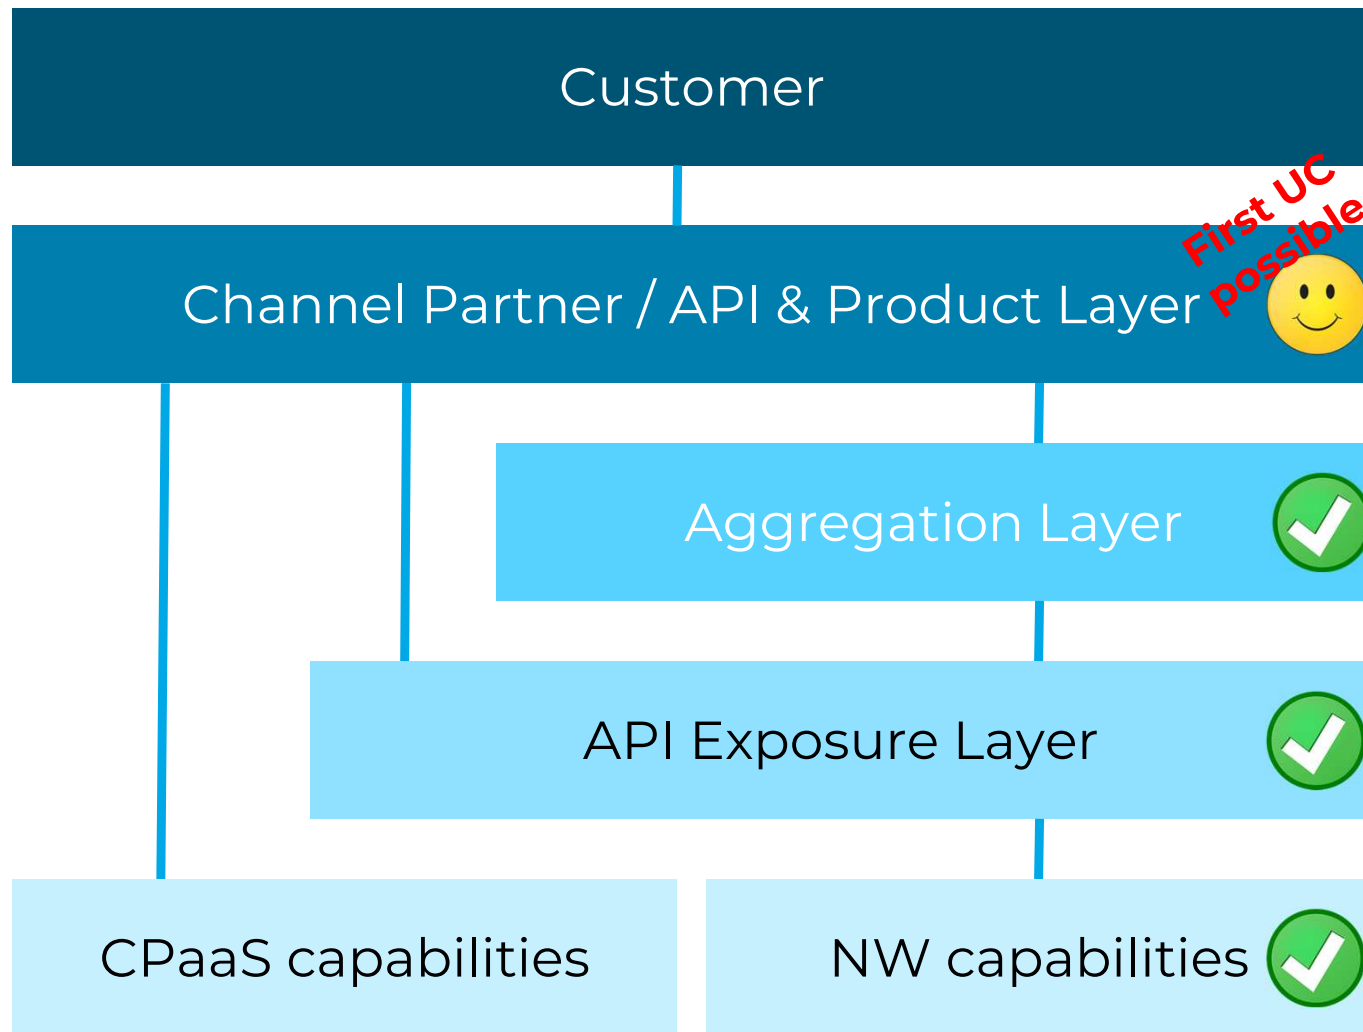 Customer
First UC
possible
Channel Partner / API & Product Layer
Aggregation Layer
API Exposure Layer
CPaaS capabilities
NW capabilities